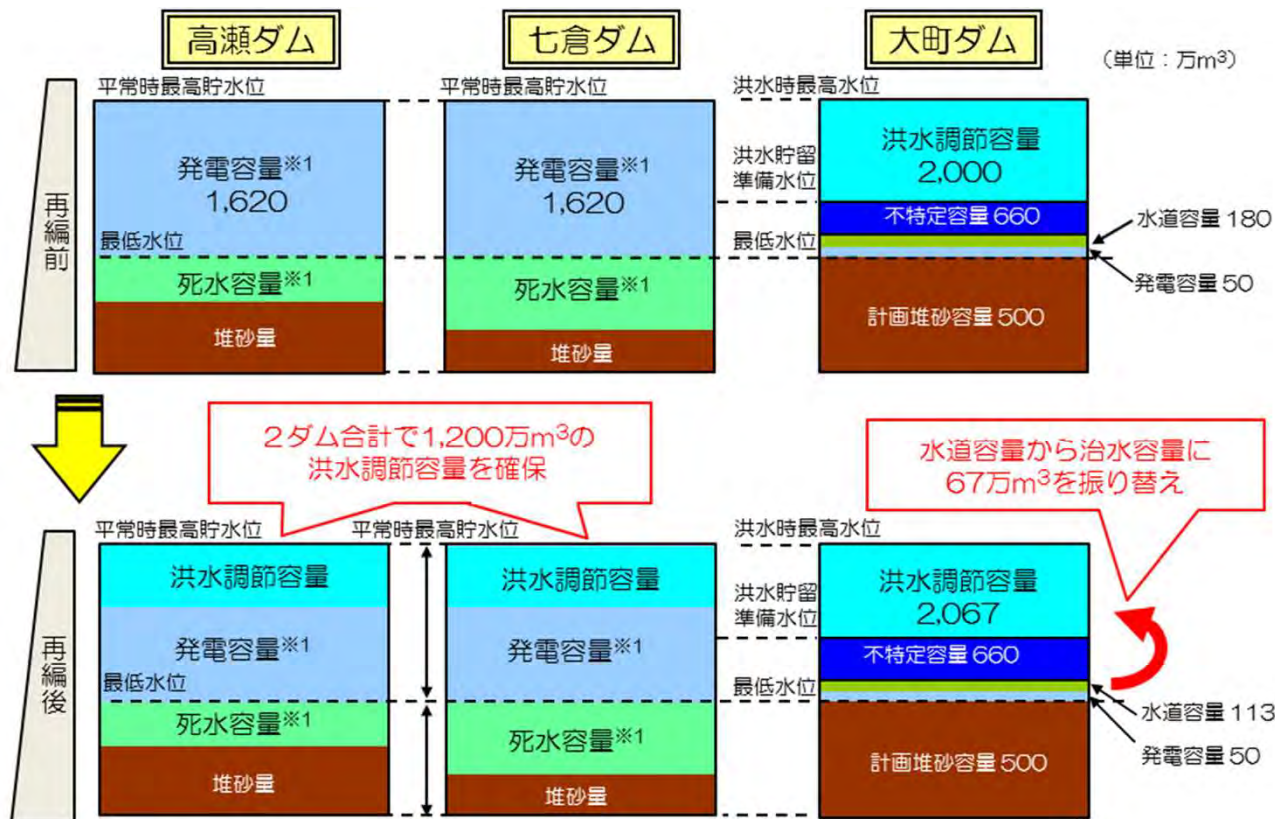 高瀬ダム
七倉ダム
大町ダム
(単位:万m³)
平常時最高貯水位
洪水時最高水位
再編前
発電容量※1
1,620
発電容量※1
1,620
洪水貯留
準備水位
洪水調節容量
2,000
不特定容量 660
水道容量 180
発電容量 50
最低水位
最低水位
死水容量※1
堆砂量
死水容量※1
堆砂量
計画堆砂容量 500
2ダム合計で1,200万m³の
洪水調節容量を確保
水道容量から治水容量に
67万m³を振り替え
平常時最高貯水位
平常時最高貯水位
洪水時最高水位
再編後
洪水調節容量
洪水調節容量
洪水貯留
準備水位
洪水調節容量
2,067
発電容量※1
発電容量※1
不特定容量 660
最低水位
最低水位
水道容量 113
発電容量 50
死水容量※1
堆砂量
死水容量※1
堆砂量
計画堆砂容量 500